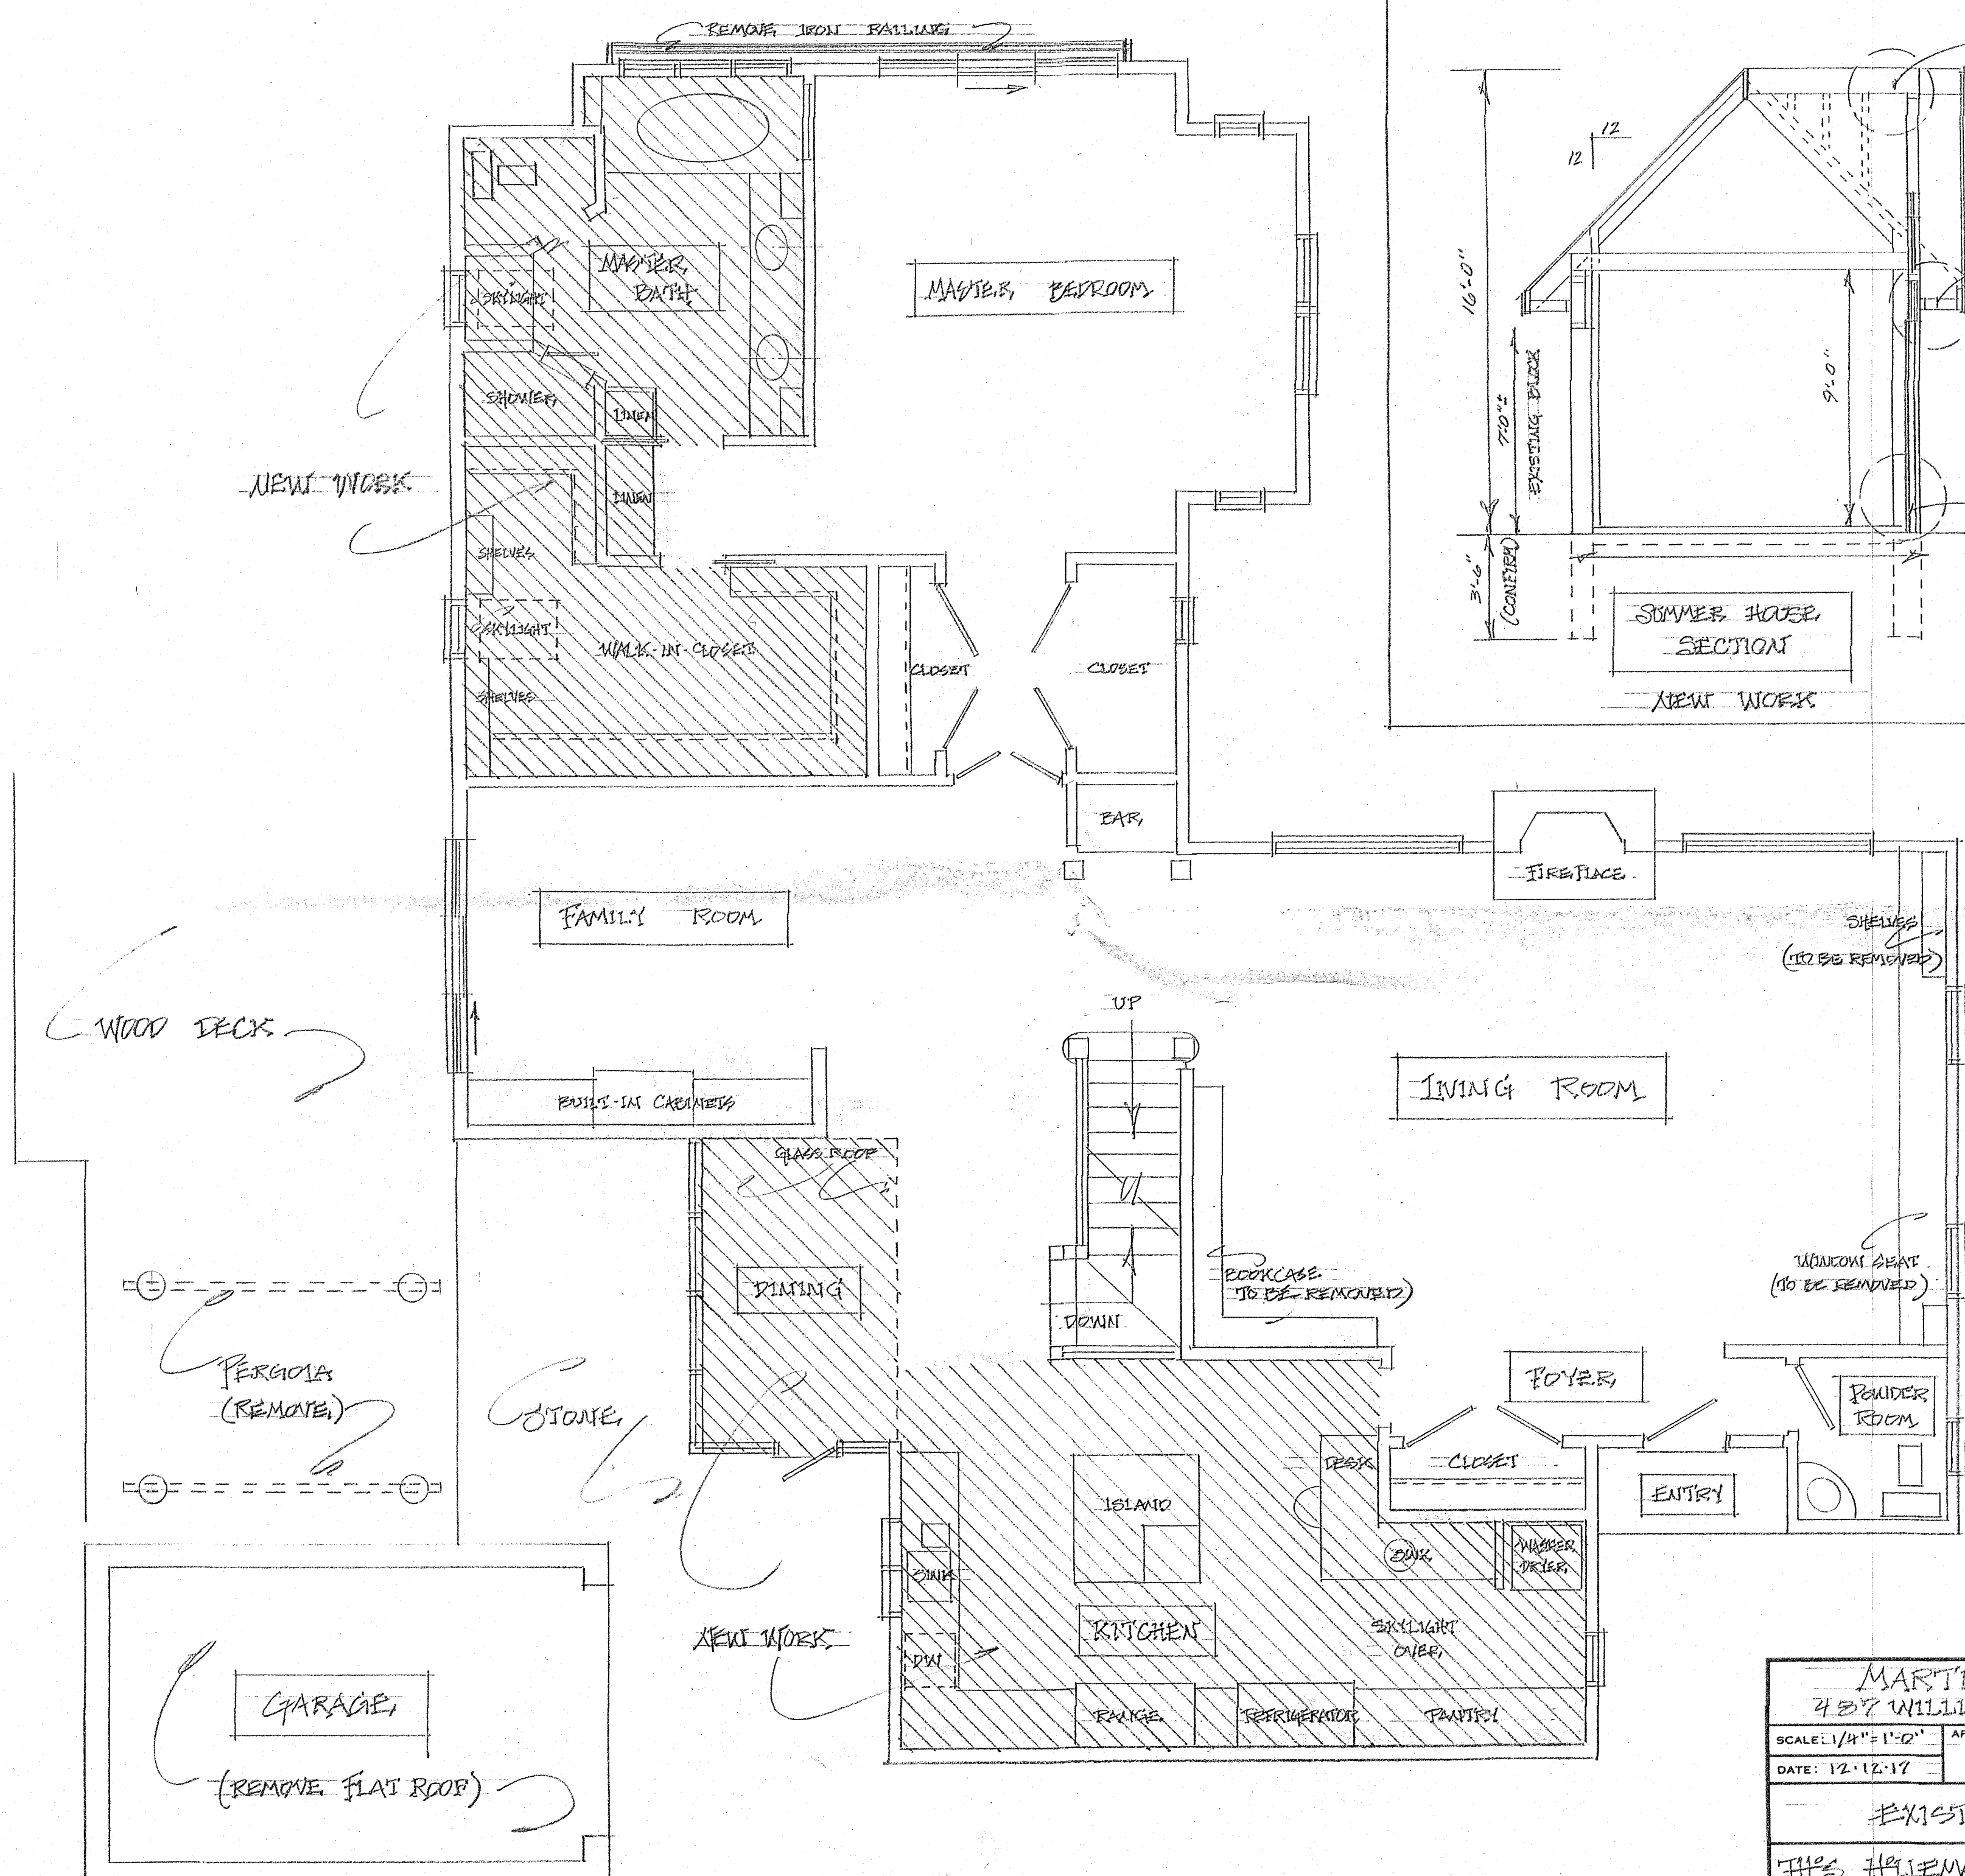 REMOVE IRON RAILING
MASTER
BATH
MASTER BEDROOM
SKYLIGHT
SHOWER
LINEN
LINEN
NEW WORK
SHELVES
SKYLIGHT
SHELVES
WALK-IN-CLOSET
CLOSET
CLOSET
BAR
12
12
16'-0"
7'0"±
EXISTING BLOCK
9'-0"
3'-6"
(CONFIRM)
SUMMER HOUSE
SECTION
NEW WORK
FIREPLACE
FAMILY ROOM
SHELVES
(TO BE REMOVED)
WOOD DECK
UP
LIVING ROOM
BUILT-IN CABINETS
GLASS ROOF
DINING
DOWN
BOOKCASE
TO BE REMOVED)
WINDOW SEAT
(TO BE REMOVED)
PERGOLA
(REMOVE)
STONE
FOYER
POWDER
ROOM
DESK
CLOSET
ENTRY
ISLAND
SINK
WASHER
DRYER
SINK
NEW WORK
KITCHEN
SKYLIGHT
OVER
DW
RANGE
REFRIGERATOR
PANTRY
GARAGE
(REMOVE FLAT ROOF)
487 WILLI
SCALE: 1/4"=1'-0"
DATE: 12.12.17
EXIST